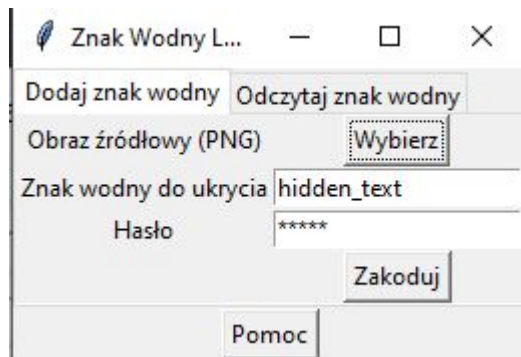 Znak Wodny L...
Dodaj znak wodny Odczytaj znak wodny
Obraz źródłowy (PNG) Wybierz
Znak wodny do ukrycia hidden_text
Hasło *****
Zakoduj
Pomoc